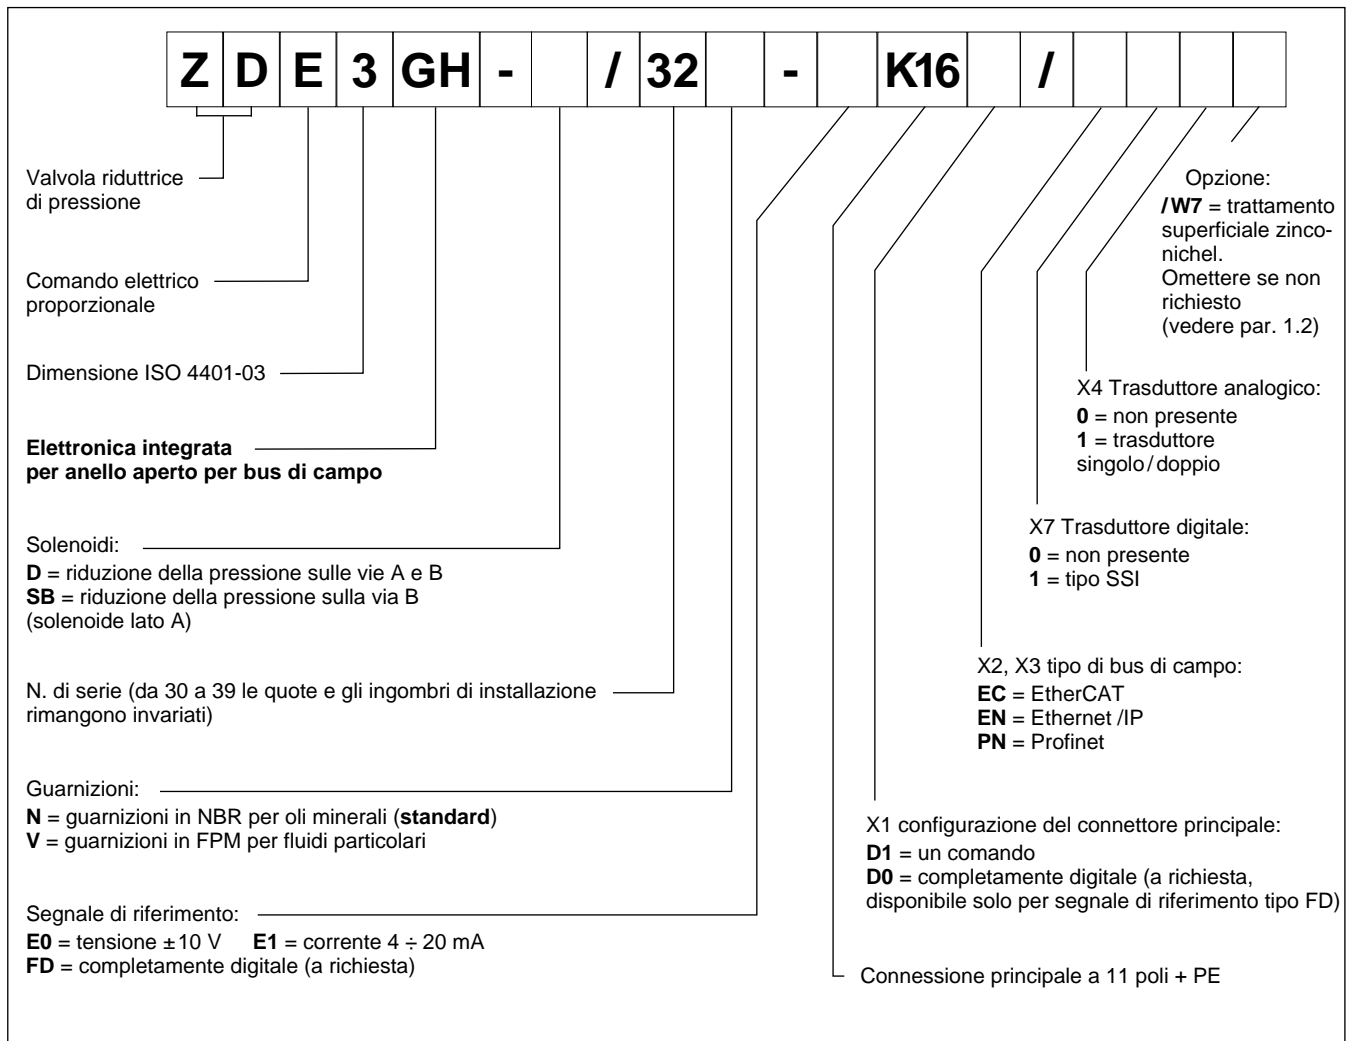 Z D E 3 GH - / 32 - K16 /
Valvola riduttrice
di pressione
Comando elettrico
proporzionale
Dimensione ISO 4401-03
Elettronica integrata
per anello aperto per bus di campo
Solenoidi:
D = riduzione della pressione sulle vie A e B
SB = riduzione della pressione sulla via B
(solenoide lato A)
N. di serie (da 30 a 39 le quote e gli ingombri di installazione
rimangono invariati)
Guarnizioni:
N = guarnizioni in NBR per oli minerali (standard)
V = guarnizioni in FPM per fluidi particolari
Segnale di riferimento:
E0 = tensione ±10 V E1 = corrente 4 ÷ 20 mA
FD = completamente digitale (a richiesta)
Opzione:
/W7 = trattamento
superficiale zinco-
nichel.
Omettere se non
richiesto
(vedere par. 1.2)
X4 Trasduttore analogico:
0 = non presente
1 = trasduttore
singolo/doppio
X7 Trasduttore digitale:
0 = non presente
1 = tipo SSI
X2, X3 tipo di bus di campo:
EC = EtherCAT
EN = Ethernet /IP
PN = Profinet
X1 configurazione del connettore principale:
D1 = un comando
D0 = completamente digitale (a richiesta,
disponibile solo per segnale di riferimento tipo FD)
Connessione principale a 11 poli + PE